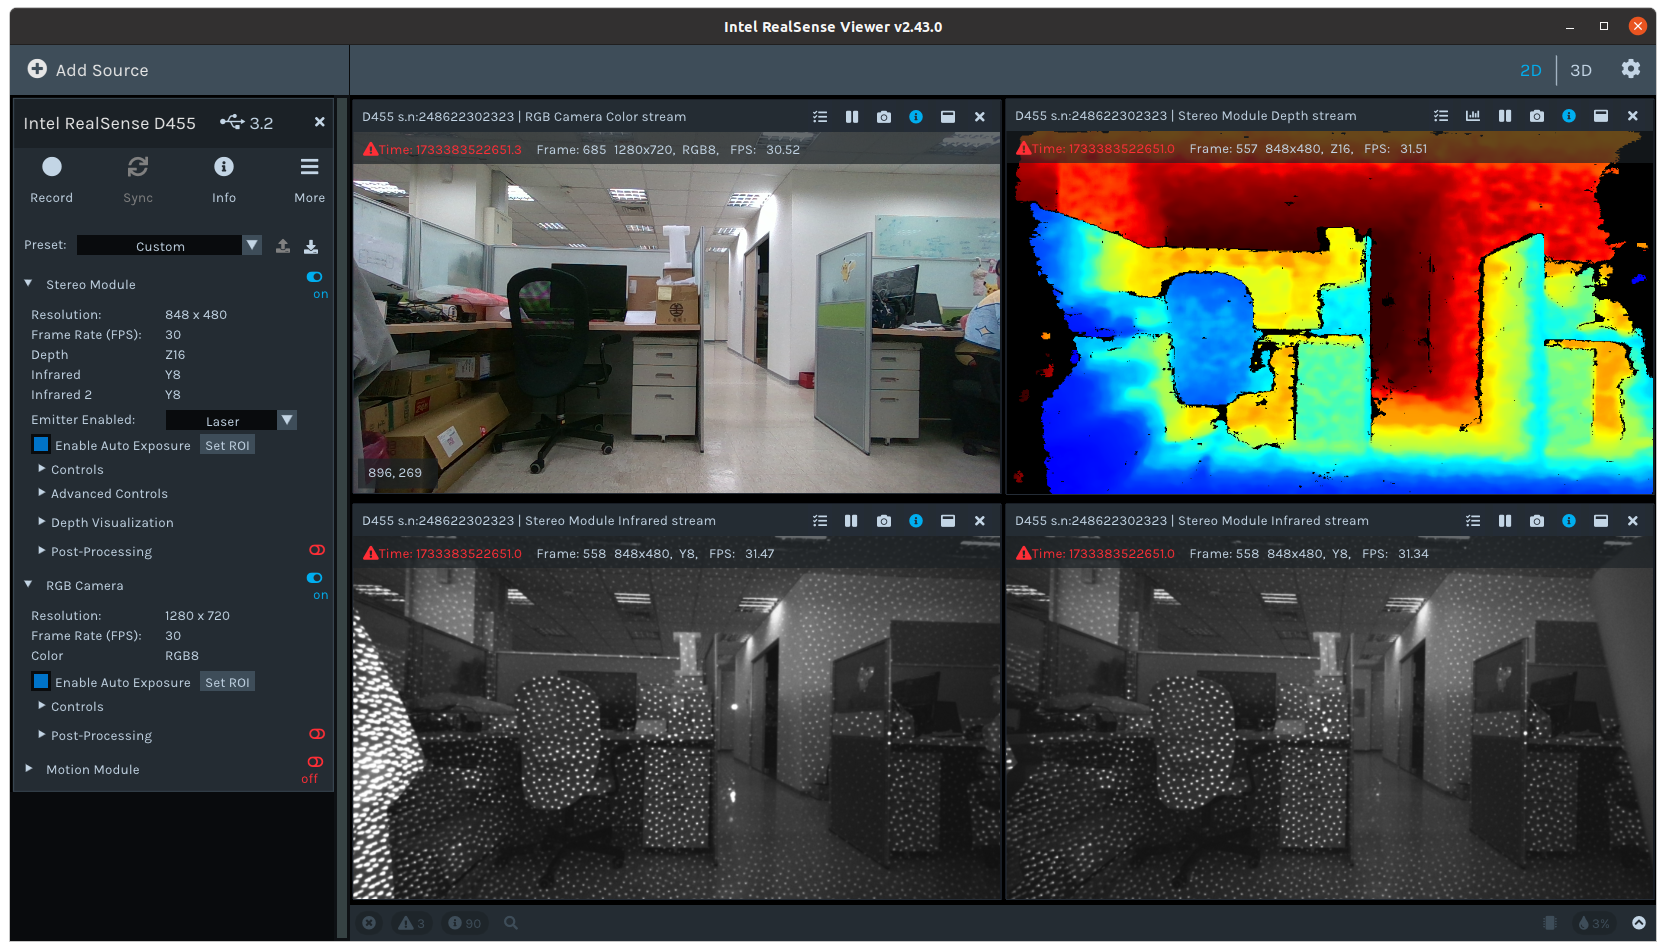 Intel RealSense Viewer v2.43.0
Add Source
2D
3D
Intel RealSense D455
3.2
Record
Sync
Info
More
Preset:
Custom
Stereo Module
on
Resolution: 848 x 480
Frame Rate (FPS): 30
Depth Z16
Infrared Y8
Infrared 2 Y8
Emitter Enabled: Laser
Enable Auto Exposure
Set ROI
Controls
Advanced Controls
Depth Visualization
Post-Processing
RGB Camera
on
Resolution: 1280 x 720
Frame Rate (FPS): 30
Color RGB8
Enable Auto Exposure
Set ROI
Controls
Post-Processing
Motion Module
off
D455 s.n:248622302323 | RGB Camera Color stream
Time: 1733383522651.3 Frame: 685 1280x720, RGB8, FPS: 30.52
896, 269
D455 s.n:248622302323 | Stereo Module Depth stream
Time: 1733383522651.0 Frame: 557 848x480, Z16, FPS: 31.51
D455 s.n:248622302323 | Stereo Module Infrared stream
Time: 1733383522651.0 Frame: 558 848x480, Y8, FPS: 31.47
D455 s.n:248622302323 | Stereo Module Infrared stream
Time: 1733383522651.0 Frame: 558 848x480, Y8, FPS: 31.34
3
90
3%